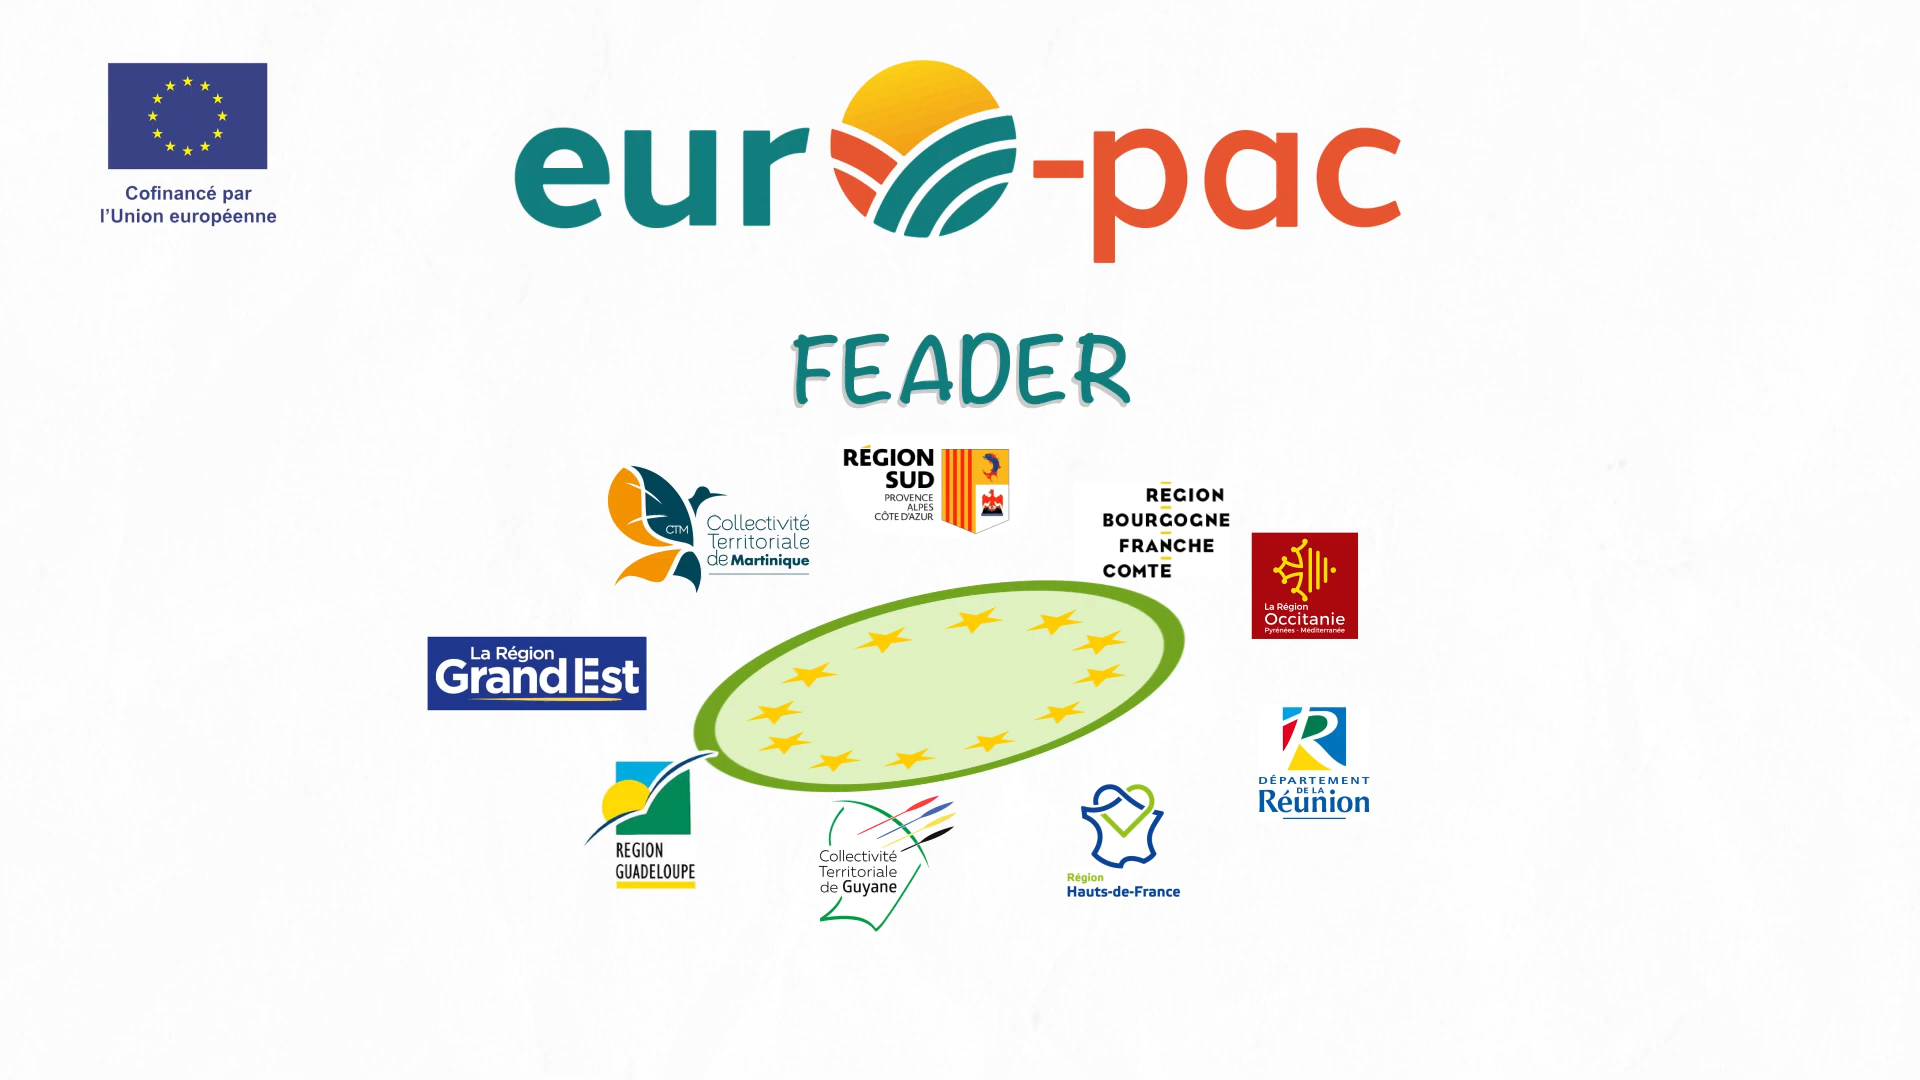 Cofinancé par
l'Union européenne
euro-pac
FEADER
CTM
Collectivité
Territoriale
de Martinique
RÉGION
SUD
PROVENCE
ALPES
CÔTE D'AZUR
REGION
BOURGOGNE
FRANCHE
COMTE
La Région
Occitanie
Pyrénées - Méditerranée
La Région
Grand Est
DÉPARTEMENT
DE LA
Réunion
REGION
GUADELOUPE
Collectivité
Territoriale
de Guyane
Région
Hauts-de-France